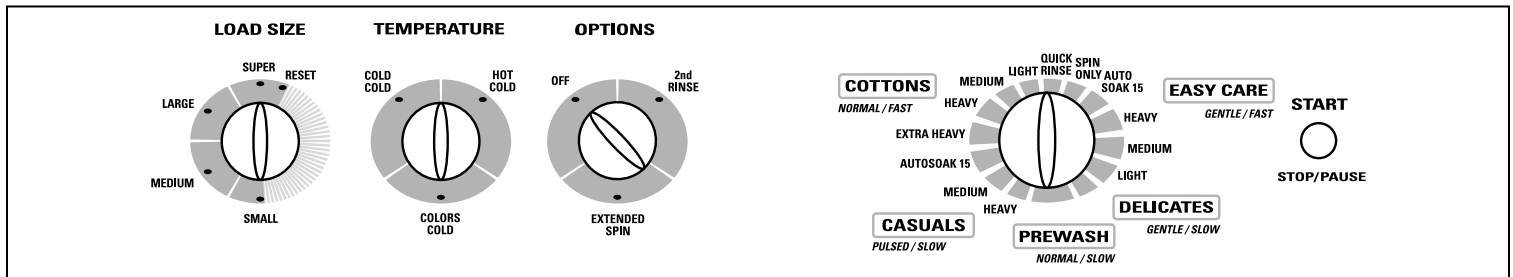 LOAD SIZE
SUPER
RESET
LARGE
MEDIUM
SMALL
TEMPERATURE
COLD
COLD
HOT
COLD
COLORS
COLD
OPTIONS
OFF
2nd
RINSE
EXTENDED
SPIN
COTTONS
NORMAL / FAST
MEDIUM
LIGHT
QUICK
RINSE
SPIN
ONLY
AUTO
SOAK 15
EASY CARE
GENTLE / FAST
HEAVY
EXTRA HEAVY
AUTOSOAK 15
MEDIUM
HEAVY
HEAVY
MEDIUM
LIGHT
CASUALS
PULSED / SLOW
PREWASH
NORMAL / SLOW
DELICATES
GENTLE / SLOW
START
STOP/PAUSE